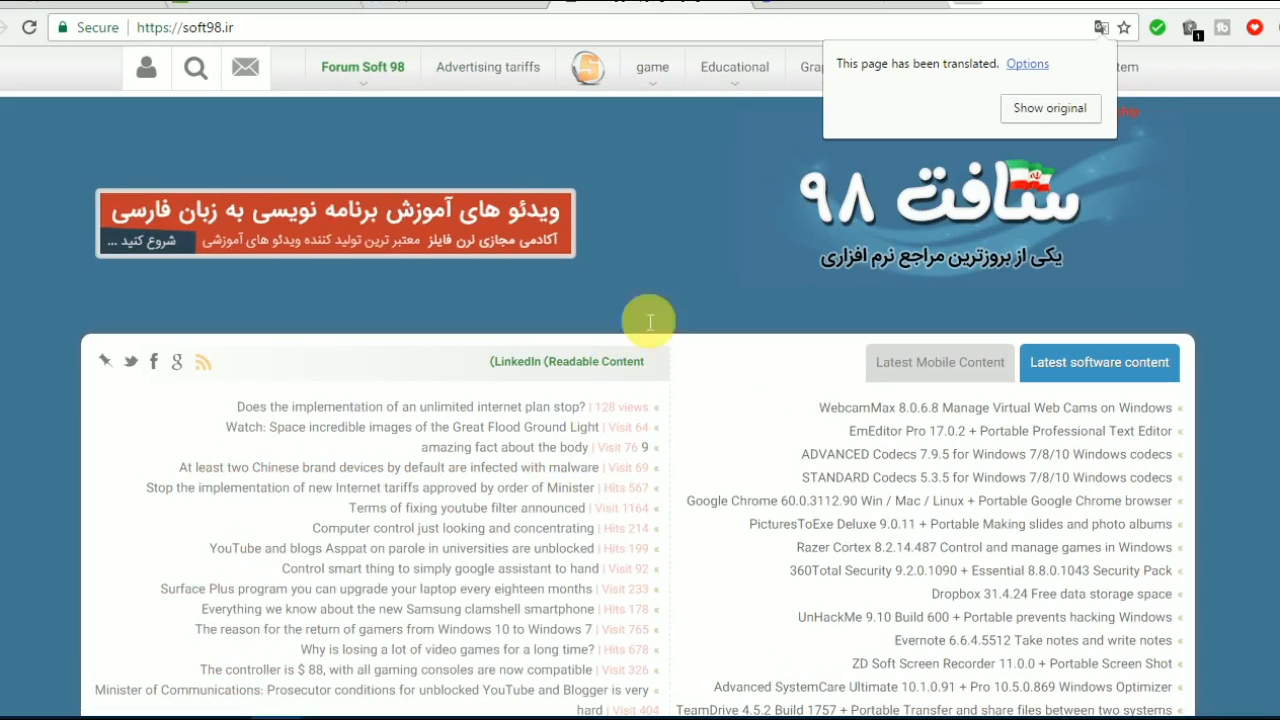 Secure
https://soft98.ir
1
This page has been translated. Options
Show original
Forum Soft 98
Advertising tariffs
game
Educational
ویدئو های آموزش برنامه نویسی به زبان فارسی
آکادمی مجازی لرن فایلز معتبر ترین تولید کننده ویدئو های آموزشی
شروع کنید ...
سافت ۹۸
یکی از بروزترین مراجع نرم افزاری
(LinkedIn (Readable Content
Latest Mobile Content
Latest software content
Does the implementation of an unlimited internet plan stop? | 128 views «
Watch: Space incredible images of the Great Flood Ground Light | Visit 64 «
amazing fact about the body | Visit 76 9 «
At least two Chinese brand devices by default are infected with malware | Visit 69 «
Stop the implementation of new Internet tariffs approved by order of Minister | Hits 567 «
Terms of fixing youtube filter announced | Visit 1164 «
Computer control just looking and concentrating | Hits 214 «
YouTube and blogs Asppat on parole in universities are unblocked | Hits 199 «
Control smart thing to simply google assistant to hand | Visit 92 «
Surface Plus program you can upgrade your laptop every eighteen months | Visit 233 «
Everything we know about the new Samsung clamshell smartphone | Hits 178 «
The reason for the return of gamers from Windows 10 to Windows 7 | Visit 765 «
Why is losing a lot of video games for a long time? | Hits 678 «
The controller is $ 88, with all gaming consoles are now compatible | Visit 326 «
Minister of Communications: Prosecutor conditions for unblocked YouTube and Blogger is very «
hard | Visit 404
WebcamMax 8.0.6.8 Manage Virtual Web Cams on Windows «
EmEditor Pro 17.0.2 + Portable Professional Text Editor «
ADVANCED Codecs 7.9.5 for Windows 7/8/10 Windows codecs «
STANDARD Codecs 5.3.5 for Windows 7/8/10 Windows codecs «
Google Chrome 60.0.3112.90 Win / Mac / Linux + Portable Google Chrome browser «
PicturesToExe Deluxe 9.0.11 + Portable Making slides and photo albums «
Razer Cortex 8.2.14.487 Control and manage games in Windows «
360Total Security 9.2.0.1090 + Essential 8.8.0.1043 Security Pack «
Dropbox 31.4.24 Free data storage space «
UnHackMe 9.10 Build 600 + Portable prevents hacking Windows «
Evernote 6.6.4.5512 Take notes and write notes «
ZD Soft Screen Recorder 11.0.0 + Portable Screen Shot «
Advanced SystemCare Ultimate 10.1.0.91 + Pro 10.5.0.869 Windows Optimizer «
TeamDrive 4.5.2 Build 1757 + Portable Transfer and share files between two systems «